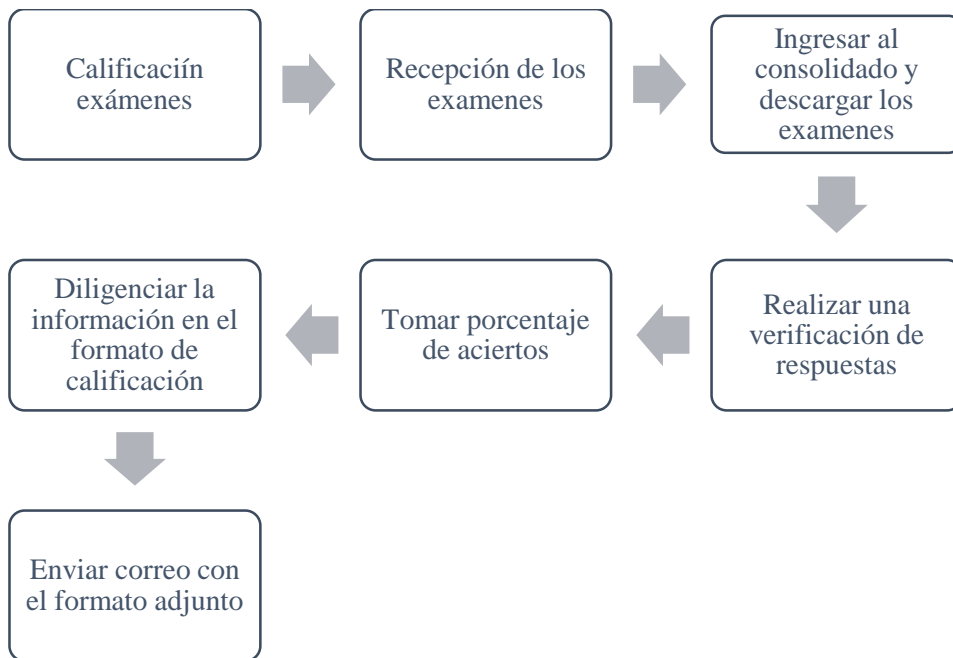 Calificaciín
exámenes
Recepción de los
examenes
Ingresar al
consolidado y
descargar los
examenes
Realizar una
verificación de
respuestas
Tomar porcentaje
de aciertos
Diligenciar la
información en el
formato de
calificación
Enviar correo con
el formato adjunto